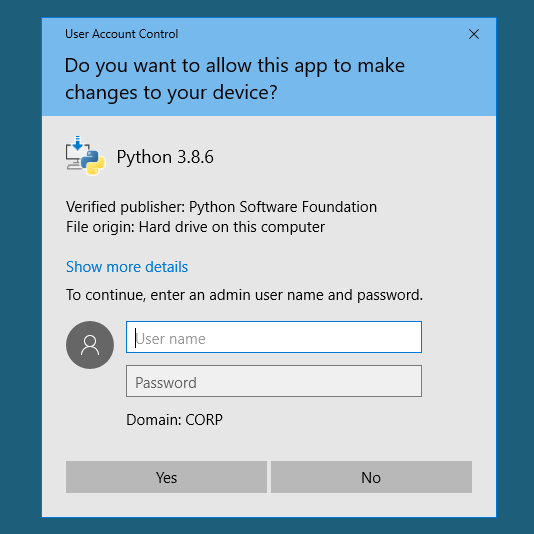 User Account Control
Do you want to allow this app to make
changes to your device?
Python 3.8.6
Verified publisher: Python Software Foundation
File origin: Hard drive on this computer
Show more details
To continue, enter an admin user name and password.
User name
Password
Domain: CORP
Yes
No